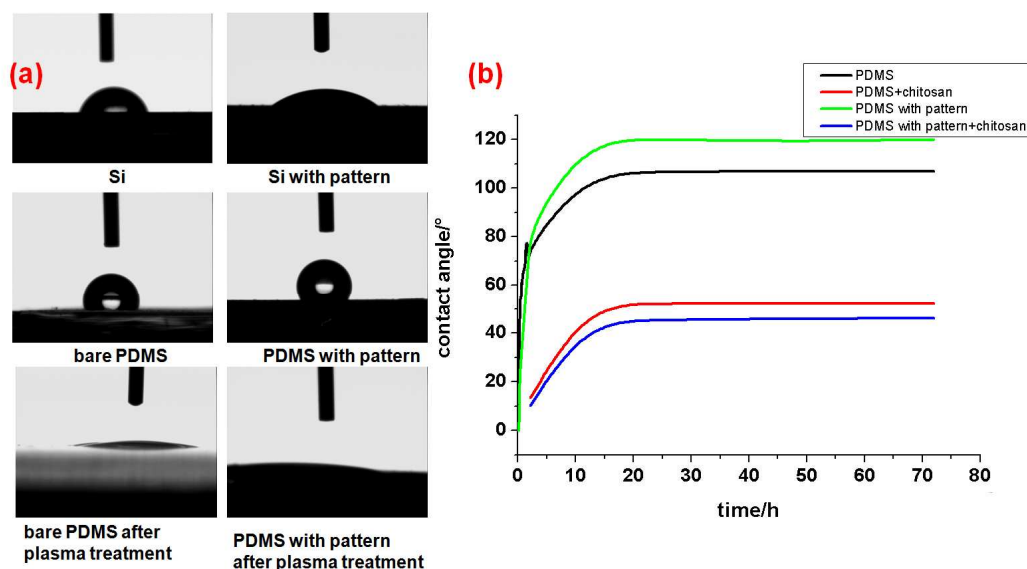 (a)
Si
Si with pattern
bare PDMS
PDMS with pattern
bare PDMS after
plasma treatment
PDMS with pattern
after plasma treatment
(b)
PDMS
PDMS+chitosan
PDMS with pattern
PDMS with pattern+chitosan
contact angle/°
120
100
80
60
40
20
0
0 10 20 30 40 50 60 70 80
time/h